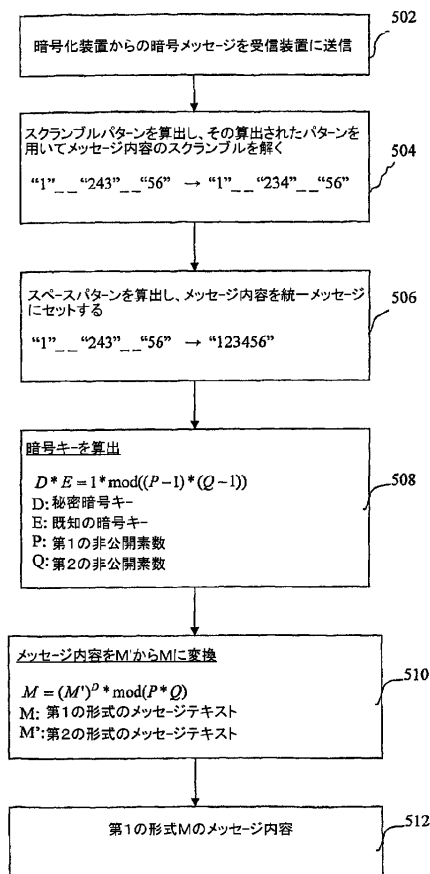 502
暗号化装置からの暗号メッセージを受信装置に送信
スクランブルパターンを算出し、その算出されたパターンを
用いてメッセージ内容のスクランブルを解く
504
“1”_ _ “243”_ _“56” → “1”_ _ “234”_ _“56”
スペースパターンを算出し、メッセージ内容を統一メッセージ
にセットする
506
“1”_ _ “243”_ _“56” → “123456”
暗号キーを算出
D * E = 1 * mod((P-1) * (Q-1))
508
D: 秘密暗号キー
E: 既知の暗号キー
P: 第1の非公開素数
Q: 第2の非公開素数
メッセージ内容をM'からMに変換
510
M = (M')^D * mod(P * Q)
M: 第1の形式のメッセージテキスト
M': 第2の形式のメッセージテキスト
512
第1の形式Mのメッセージ内容